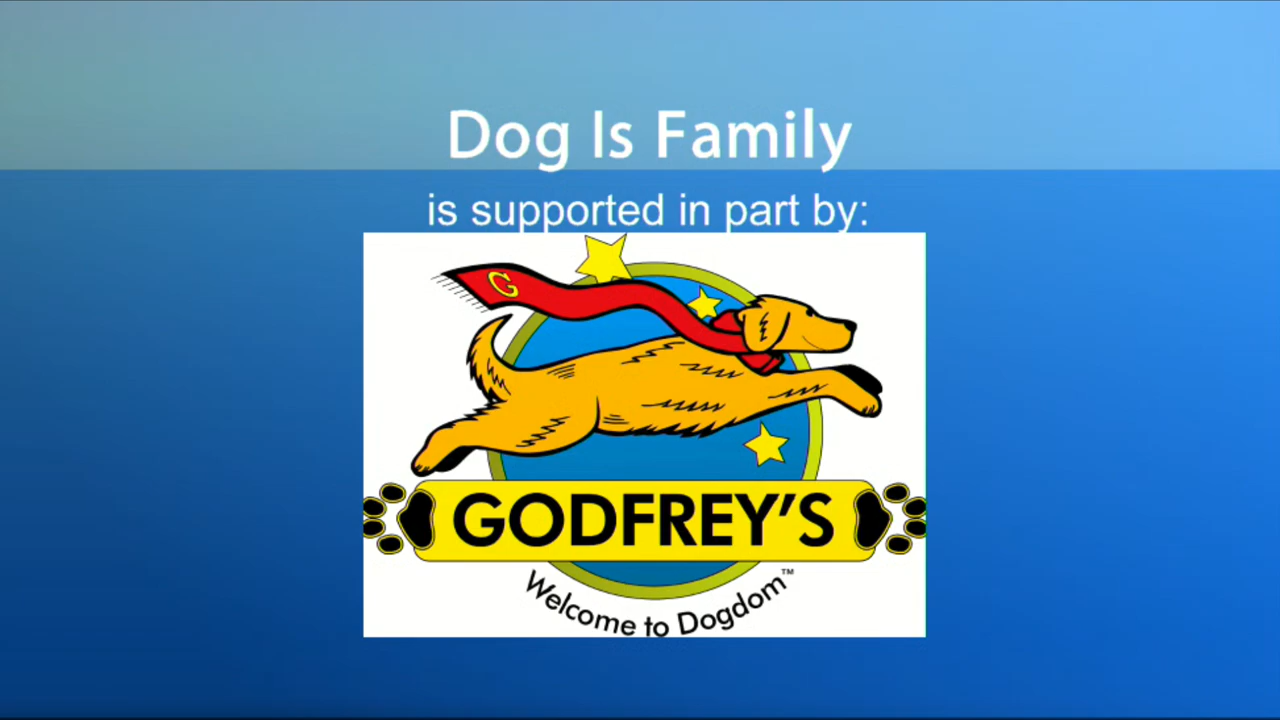 Dog Is Family
is supported in part by:
G
GODFREY'S
Welcome to Dogdom™